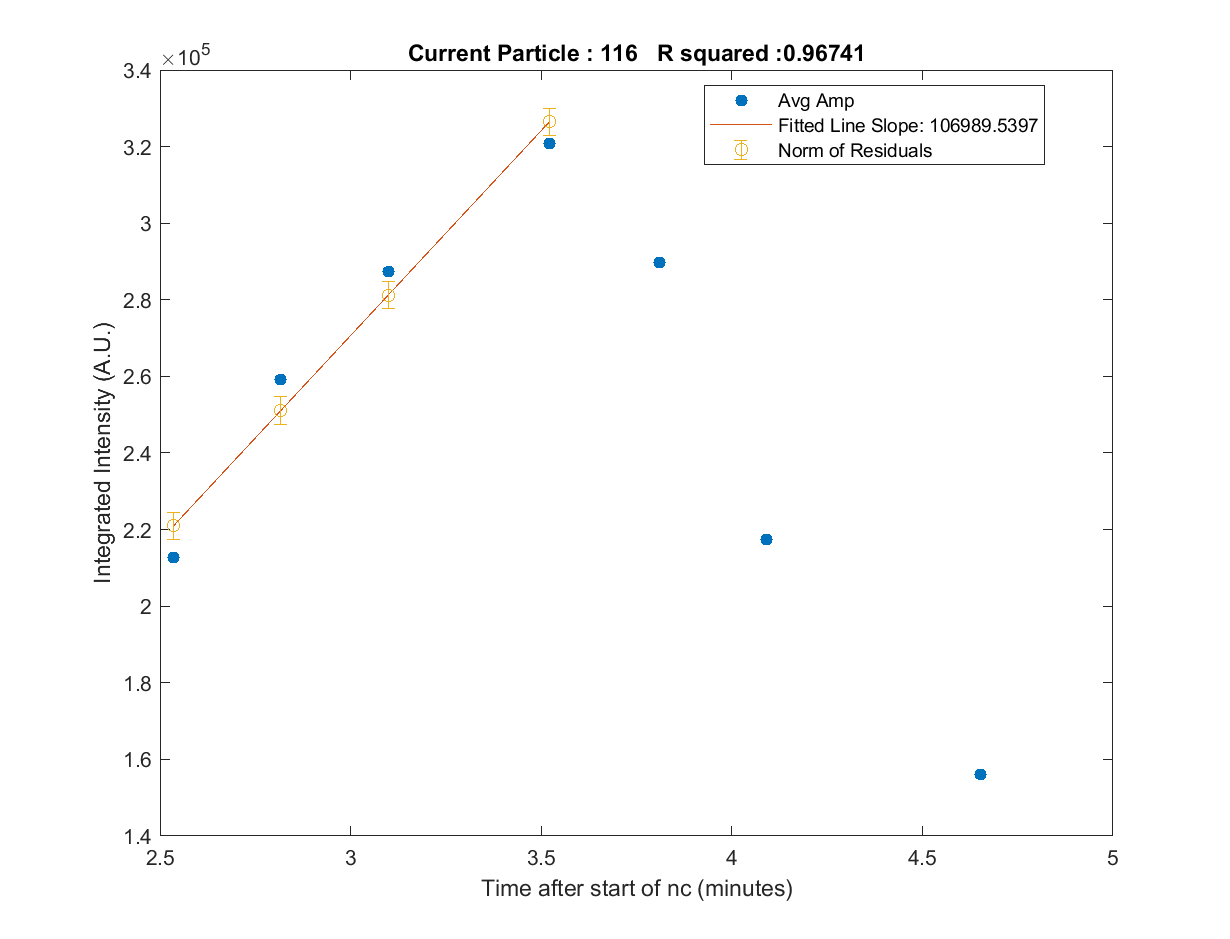 Current Particle : 116   R squared :0.96741
×10^5
3.4
3.2
3
2.8
2.6
2.4
2.2
2
1.8
1.6
1.4
Integrated Intensity (A.U.)
Avg Amp
Fitted Line Slope: 106989.5397
Norm of Residuals
2.5 3 3.5 4 4.5 5
Time after start of nc (minutes)